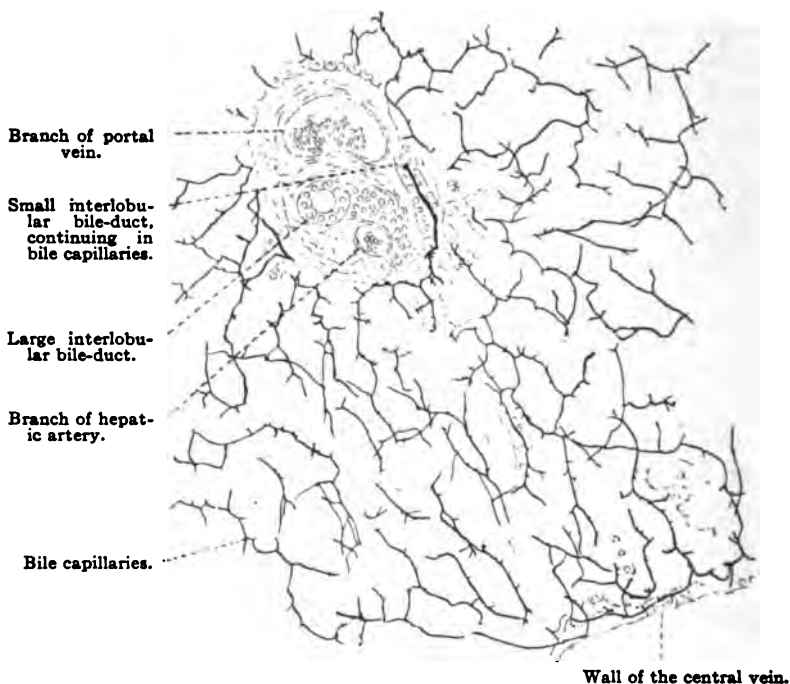 Branch of portal
vein.
Small interlobu-
lar bile-duct,
continuing in
bile capillaries.
Large interlobu-
lar bile-duct.
Branch of hepat-
ic artery.
Bile capillaries.
Wall of the central vein.